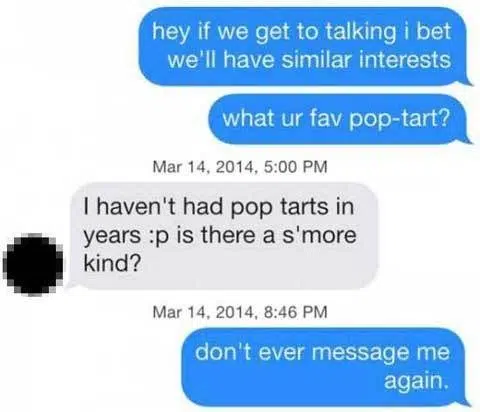 hey if we get to talking i bet
we'll have similar interests
what ur fav pop-tart?
Mar 14, 2014, 5:00 PM
I haven't had pop tarts in
years :p is there a s'more
kind?
Mar 14, 2014, 8:46 PM
don't ever message me
again.